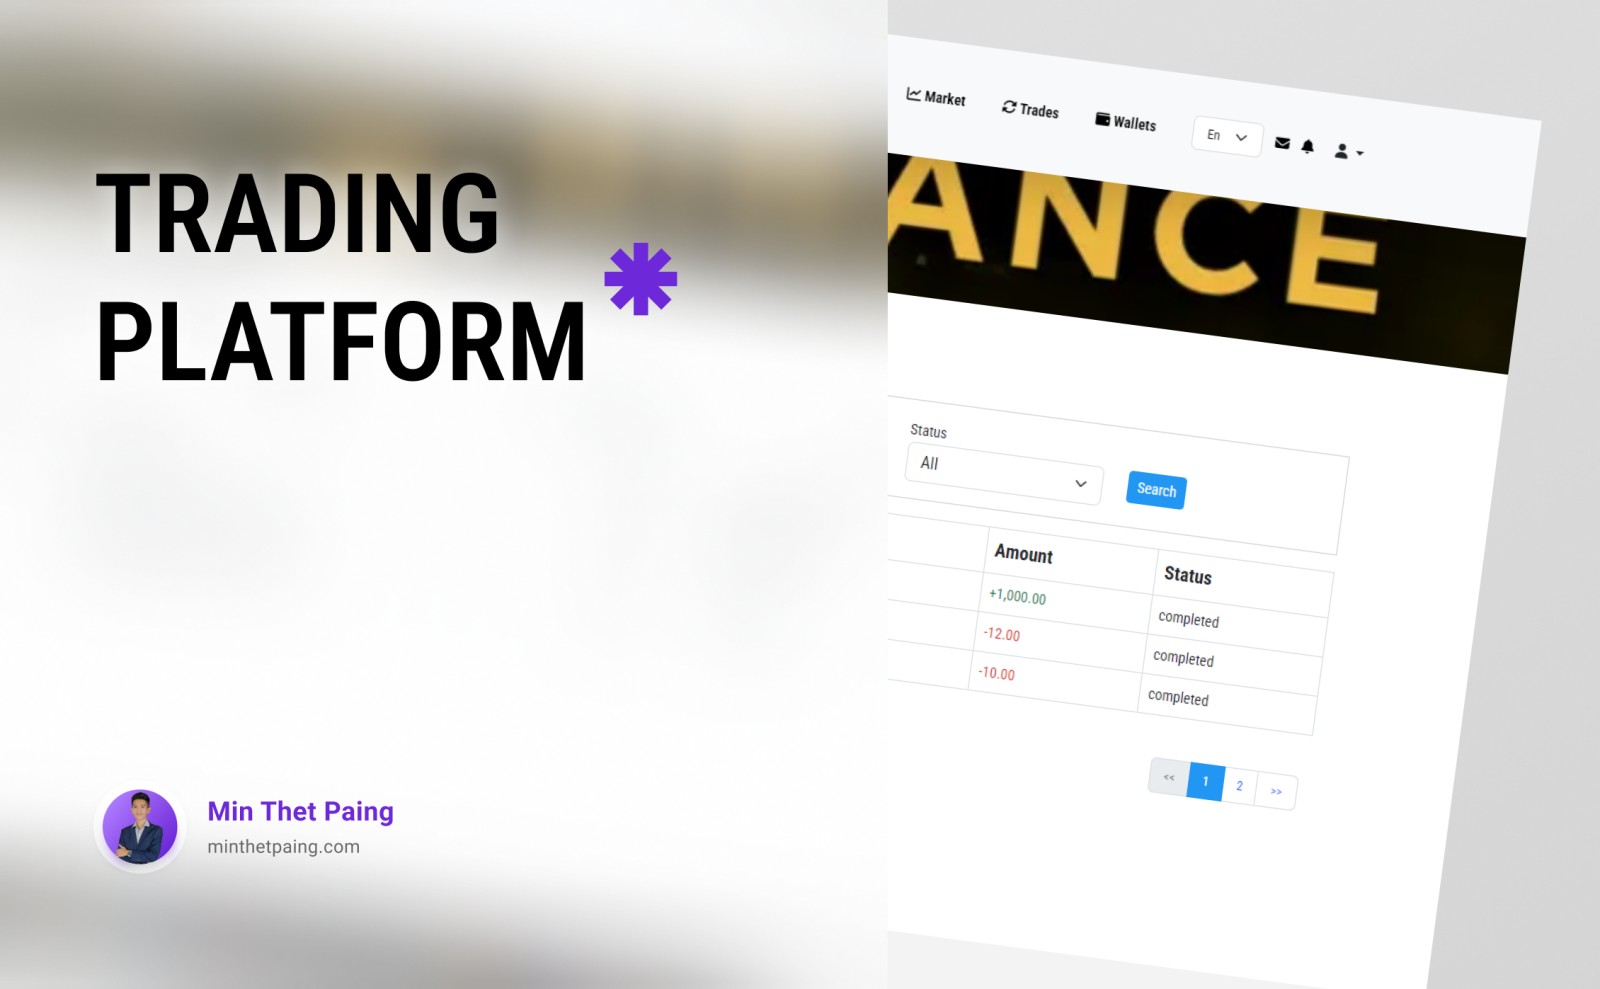 TRADING
PLATFORM
Min Thet Paing
minthetpaing.com
Market Trades Wallets En
ANCE
Status
All Search
Amount Status
+1,000.00 completed
-12.00 completed
-10.00 completed
<< 1 2 >>